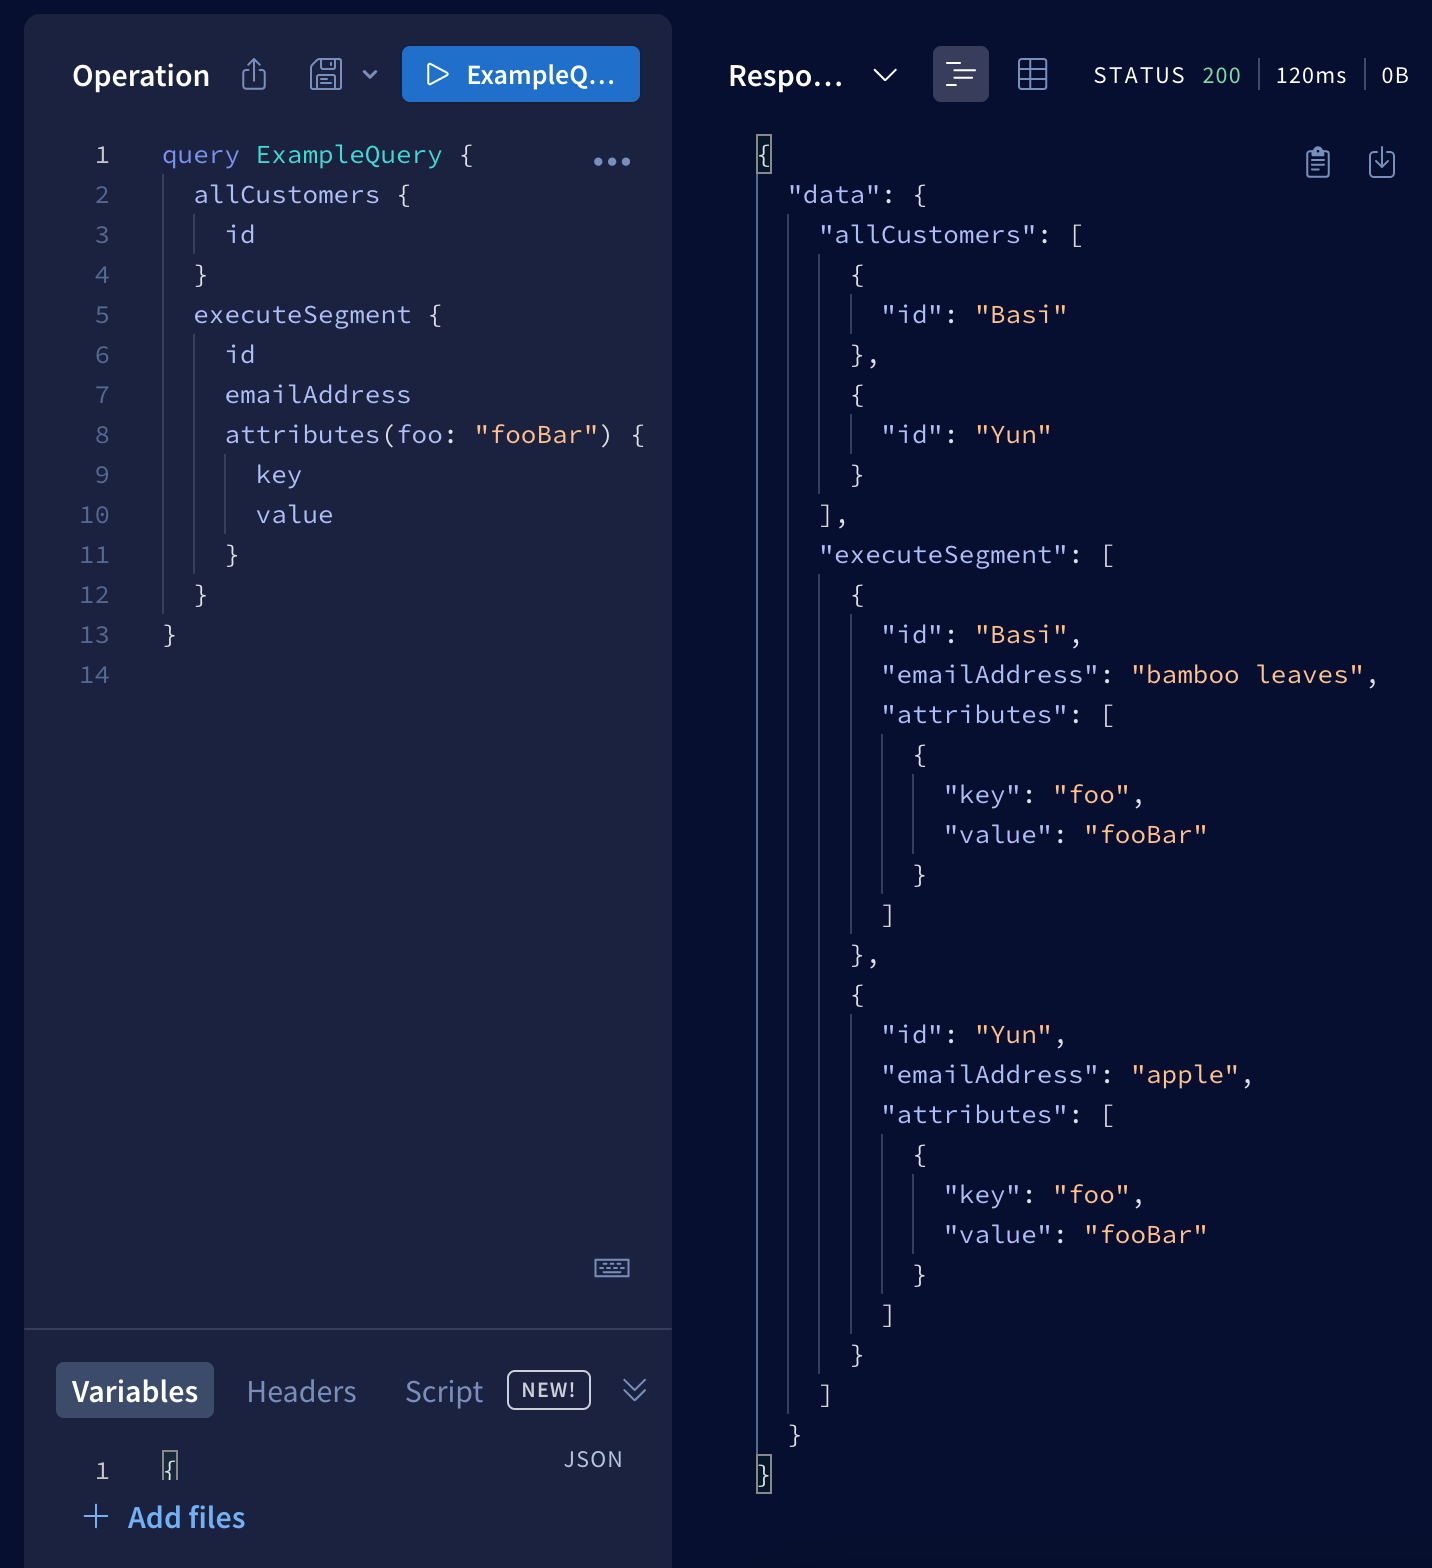 Operation
ExampleQ...
1 query ExampleQuery {
2 allCustomers {
3 id
4 }
5 executeSegment {
6 id
7 emailAddress
8 attributes(foo: "fooBar") {
9 key
10 value
11 }
12 }
13 }
14
Variables Headers Script NEW!
JSON
1 {
Add files
Respo...
STATUS 200 120ms 0B
{
"data": {
"allCustomers": [
{
"id": "Basi"
},
{
"id": "Yun"
}
],
"executeSegment": [
{
"id": "Basi",
"emailAddress": "bamboo leaves",
"attributes": [
{
"key": "foo",
"value": "fooBar"
}
]
},
{
"id": "Yun",
"emailAddress": "apple",
"attributes": [
{
"key": "foo",
"value": "fooBar"
}
]
}
]
}
}